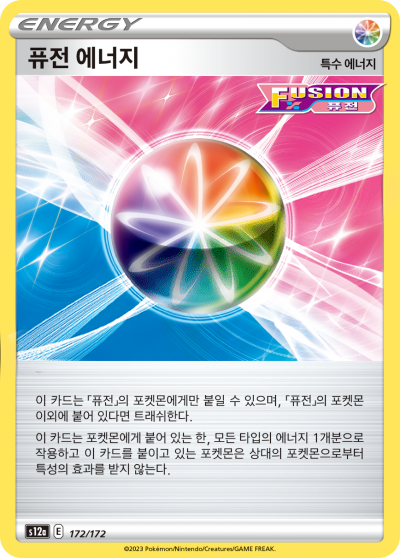 ENERGY
퓨전 에너지
특수 에너지
FUSION
퓨전
이 카드는 「퓨전」의 포켓몬에게만 붙일 수 있으며, 「퓨전」의 포켓몬
이외에 붙어 있다면 트래쉬한다.
이 카드는 포켓몬에게 붙어 있는 한, 모든 타입의 에너지 1개분으로
작용하고 이 카드를 붙이고 있는 포켓몬은 상대의 포켓몬으로부터
특성의 효과를 받지 않는다.
s12a E 172/172
©2023 Pokémon/Nintendo/Creatures/GAME FREAK.